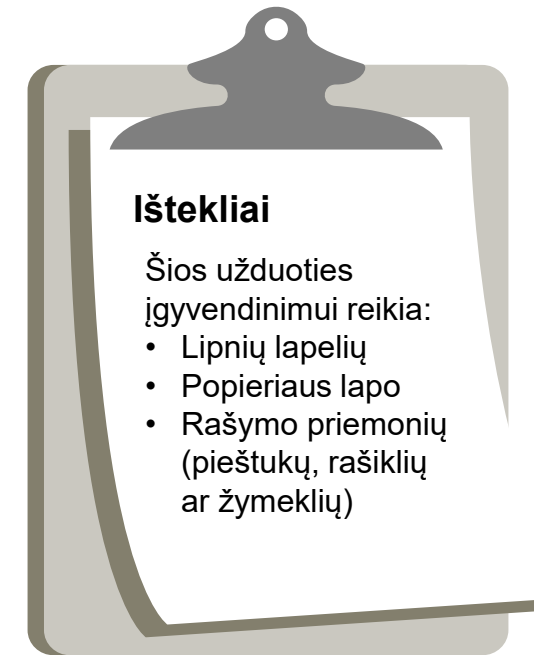 Ištekliai
Šios užduoties
įgyvendinimui reikia:
• Lipnių lapelių
• Popieriaus lapo
• Rašymo priemonių
(pieštukų, rašiklių
ar žymeklių)